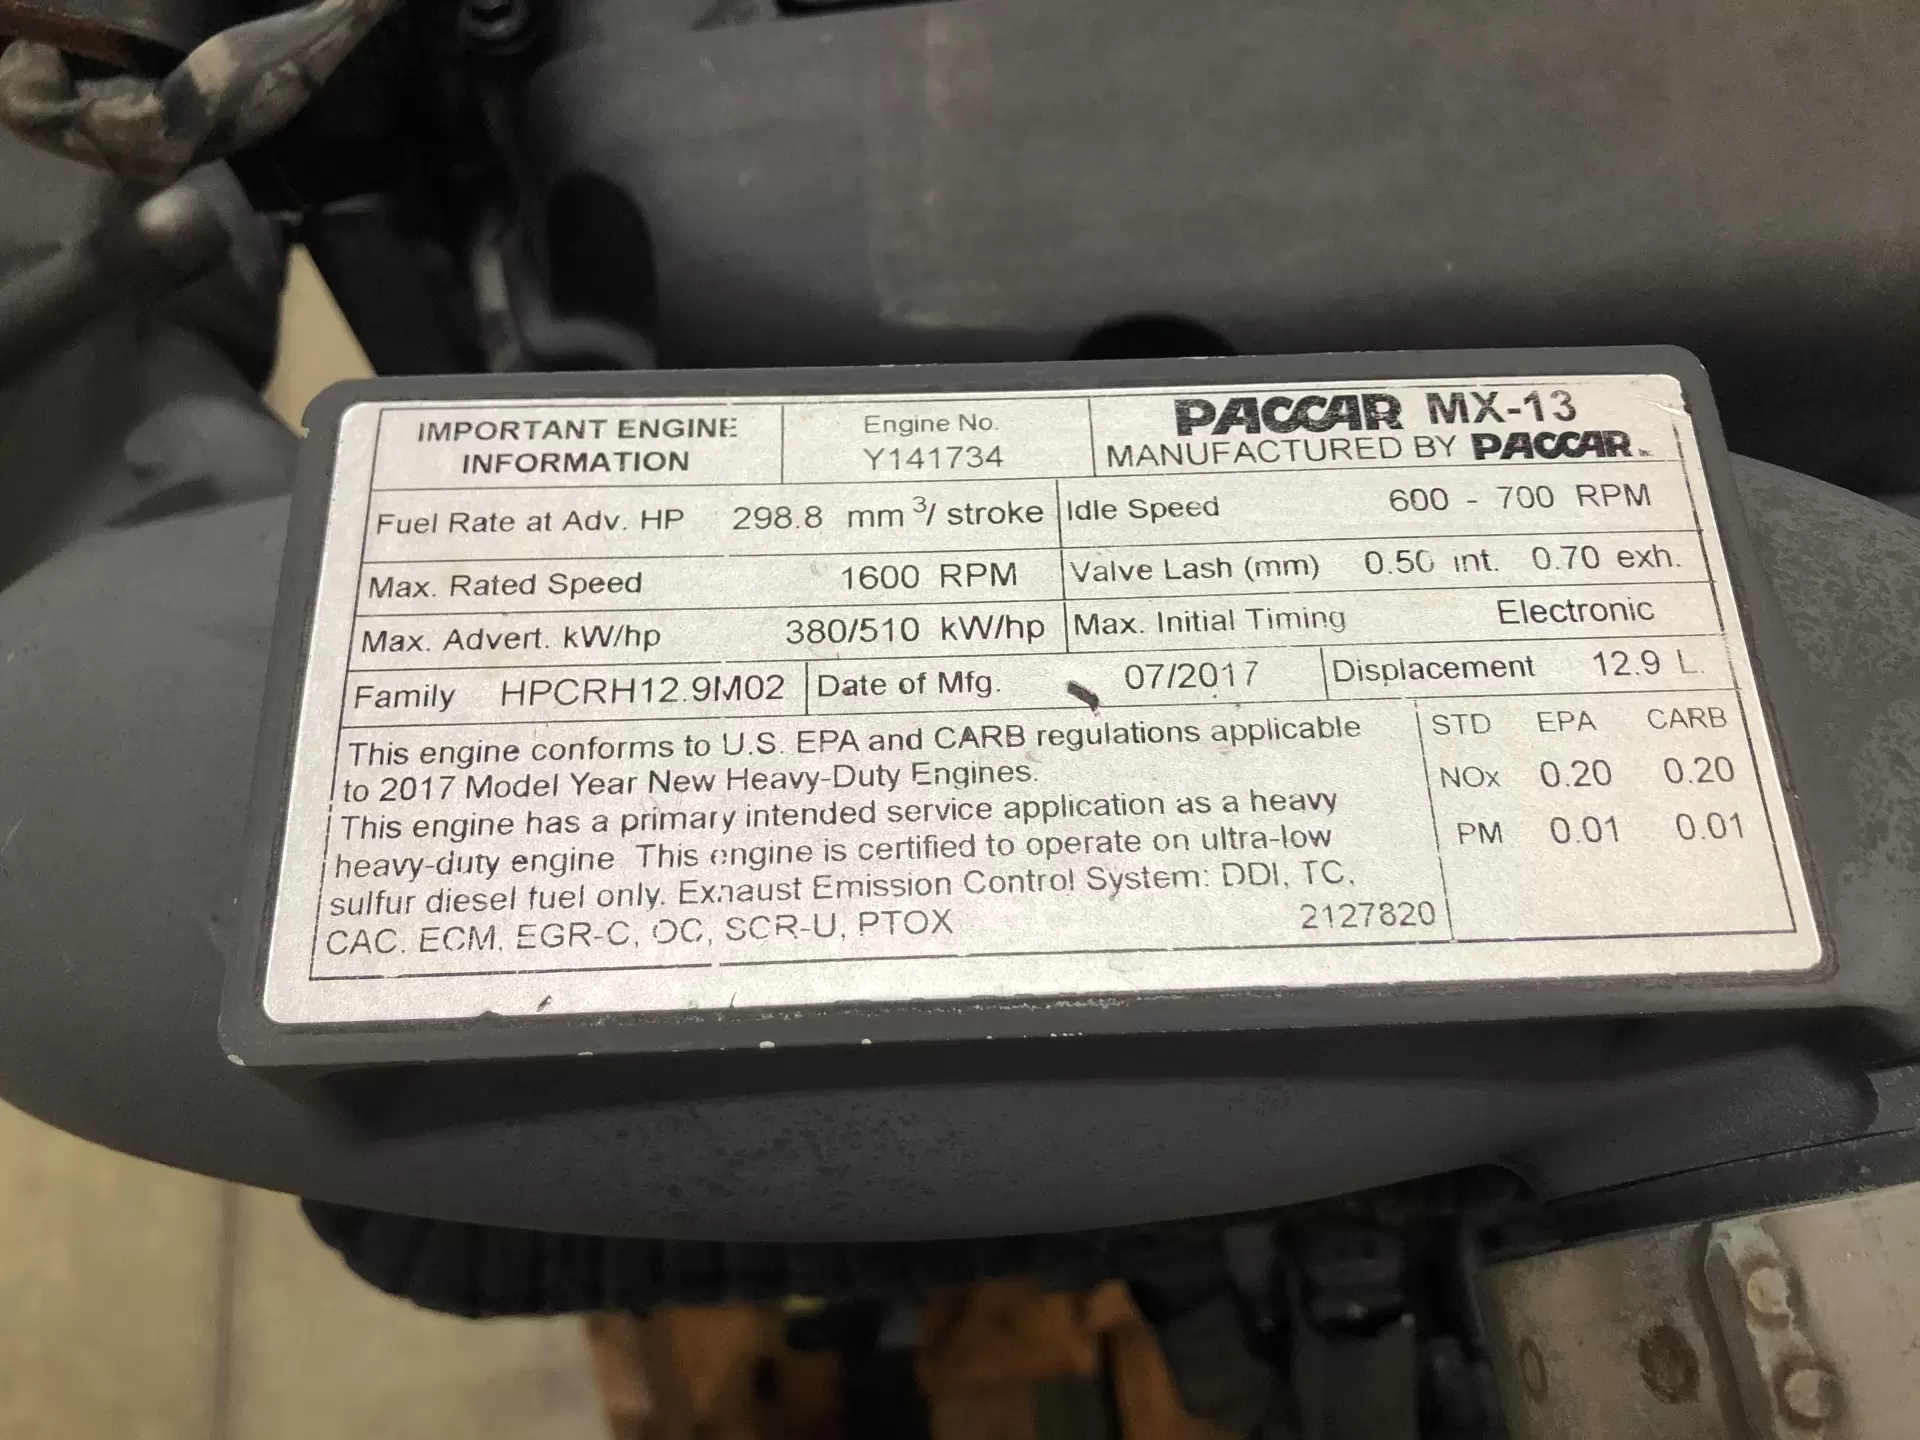 IMPORTANT ENGINE
INFORMATION
Engine No.
Y141734
PACCAR MX-13
MANUFACTURED BY PACCAR Inc.
Fuel Rate at Adv. HP 298.8 mm³/ stroke
Idle Speed 600 - 700 RPM
Max. Rated Speed 1600 RPM
Valve Lash (mm) 0.50 int. 0.70 exh.
Max. Advert. kW/hp 380/510 kW/hp
Max. Initial Timing Electronic
Family HPCRH12.9M02
Date of Mfg. 07/2017
Displacement 12.9 L.
This engine conforms to U.S. EPA and CARB regulations applicable
to 2017 Model Year New Heavy-Duty Engines.
This engine has a primary intended service application as a heavy
heavy-duty engine. This engine is certified to operate on ultra-low
sulfur diesel fuel only. Exhaust Emission Control System: DDI, TC,
CAC, ECM, EGR-C, OC, SCR-U, PTOX
2127820
STD EPA CARB
NOx 0.20 0.20
PM 0.01 0.01